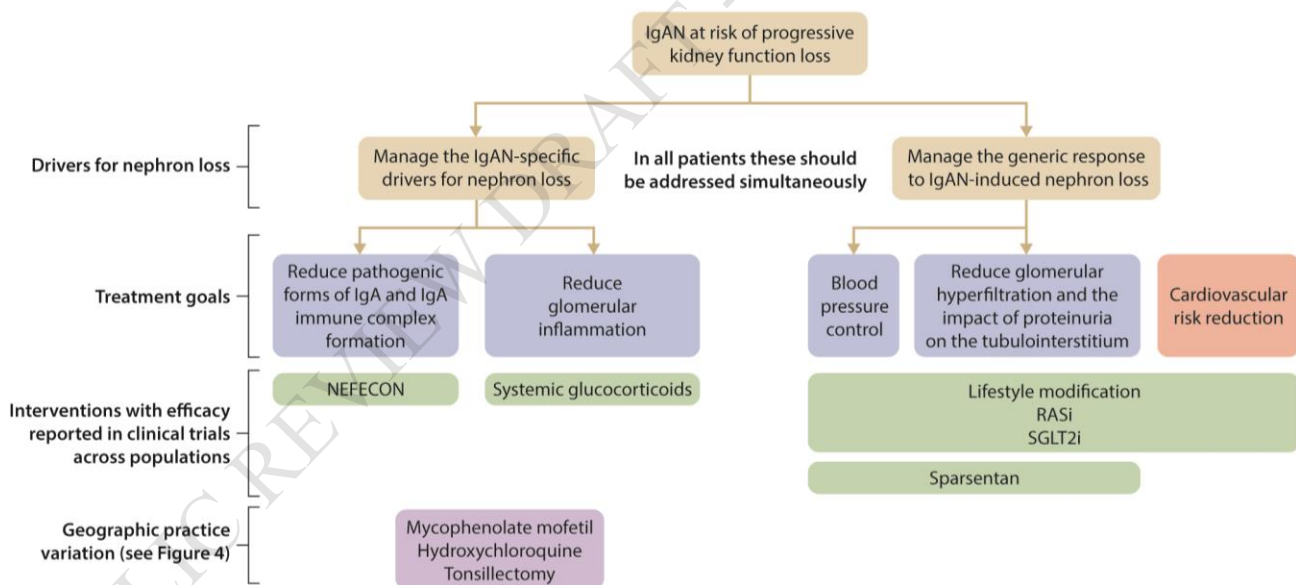 IgAN at risk of progressive
kidney function loss
Drivers for nephron loss
Manage the IgAN-specific
drivers for nephron loss
In all patients these should
be addressed simultaneously
Manage the generic response
to IgAN-induced nephron loss
Treatment goals
Reduce pathogenic
forms of IgA and IgA
immune complex
formation
Reduce
glomerular
inflammation
Blood
pressure
control
Reduce glomerular
hyperfiltration and the
impact of proteinuria
on the tubulointerstitium
Cardiovascular
risk reduction
Interventions with efficacy
reported in clinical trials
across populations
NEFECON
Systemic glucocorticoids
Lifestyle modification
RASi
SGLT2i
Sparsentan
Geographic practice
variation (see Figure 4)
Mycophenolate mofetil
Hydroxychloroquine
Tonsillectomy
LIC REVIEW DRAFT